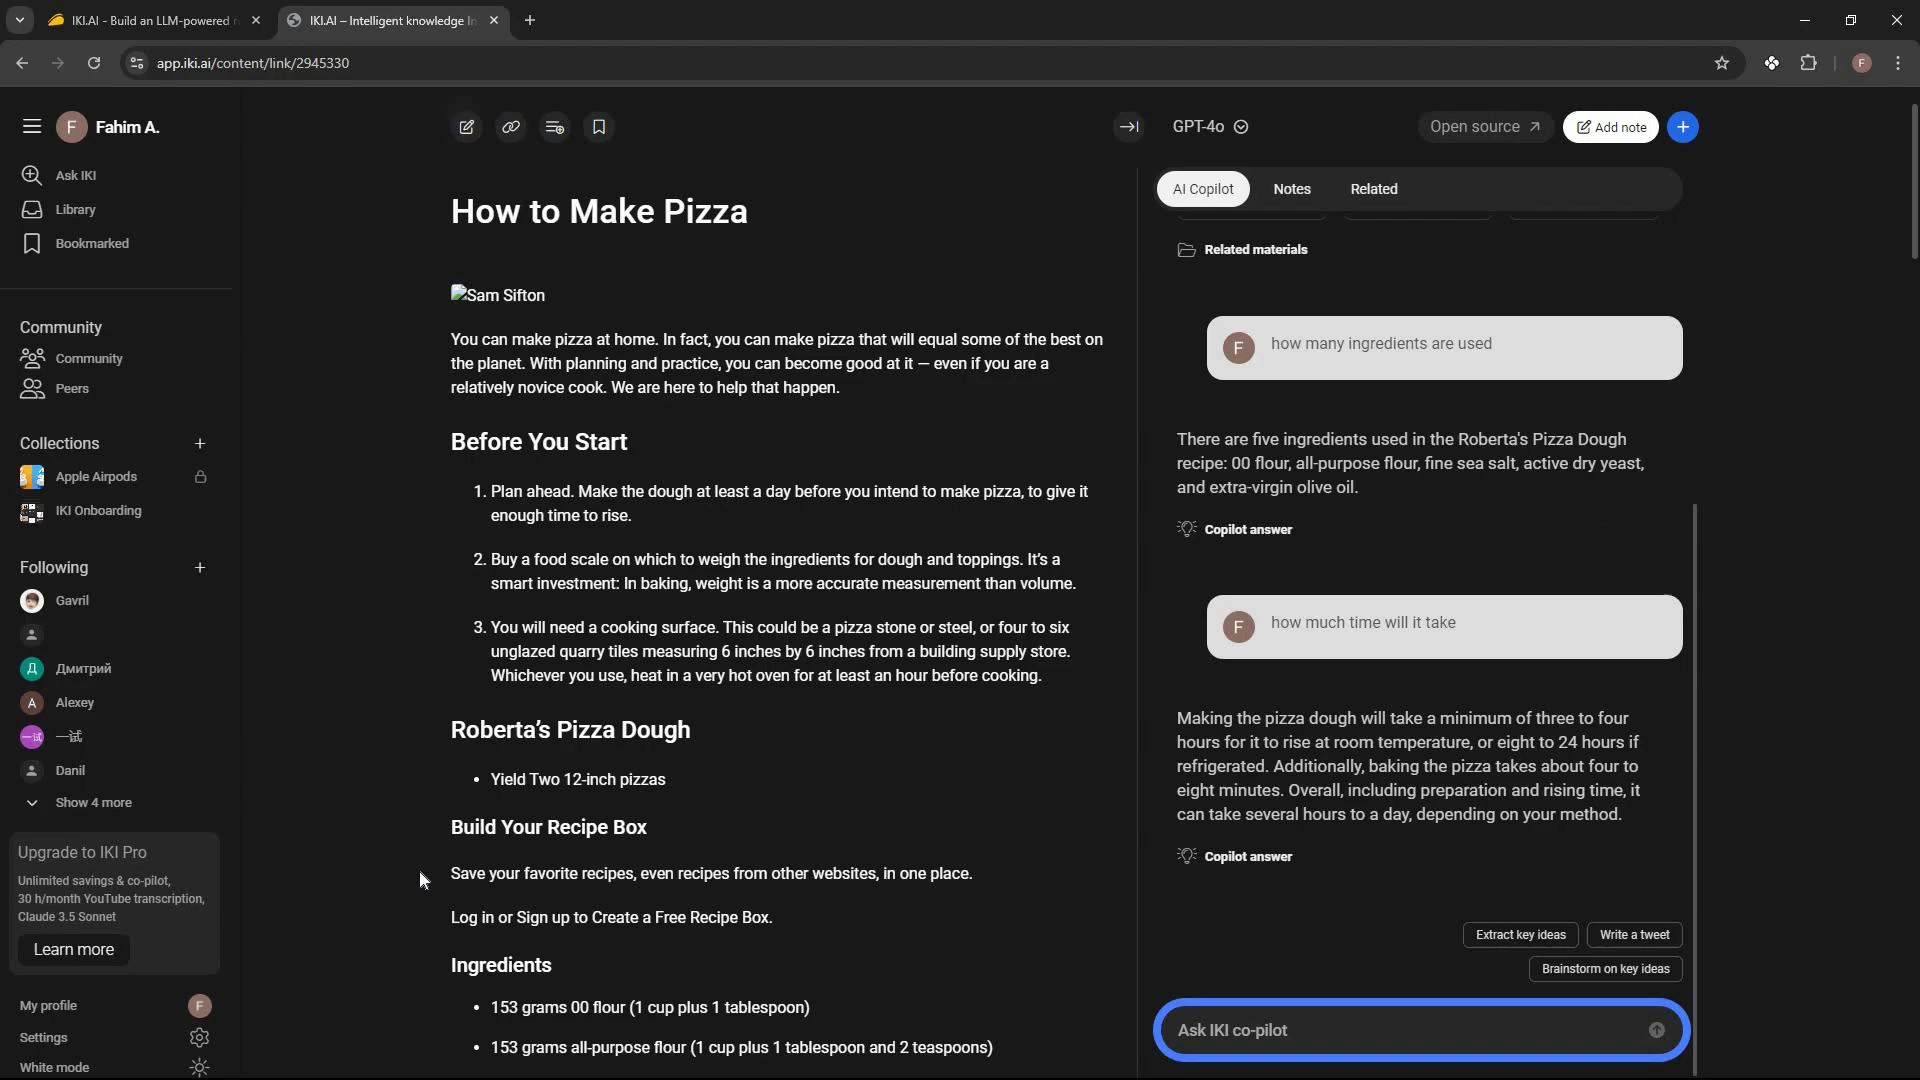 IKI.AI - Build an LLM-powered
IKI.AI – Intelligent knowledge
app.iki.ai/content/link/2945330
F
F
Fahim A.
Ask IKI
Library
Bookmarked
Community
Community
Peers
Collections
Apple Airpods
IKI Onboarding
Following
Gavril
Д
Дмитрий
A
Alexey
一试
一试
Danil
Show 4 more
Upgrade to IKI Pro
Unlimited savings & co-pilot,
30 h/month YouTube transcription,
Claude 3.5 Sonnet
Learn more
My profile
F
Settings
White mode
How to Make Pizza
Sam Sifton
You can make pizza at home. In fact, you can make pizza that will equal some of the best on
the planet. With planning and practice, you can become good at it — even if you are a
relatively novice cook. We are here to help that happen.
Before You Start
1. Plan ahead. Make the dough at least a day before you intend to make pizza, to give it
enough time to rise.
2. Buy a food scale on which to weigh the ingredients for dough and toppings. It's a
smart investment: In baking, weight is a more accurate measurement than volume.
3. You will need a cooking surface. This could be a pizza stone or steel, or four to six
unglazed quarry tiles measuring 6 inches by 6 inches from a building supply store.
Whichever you use, heat in a very hot oven for at least an hour before cooking.
Roberta's Pizza Dough
• Yield Two 12-inch pizzas
Build Your Recipe Box
Save your favorite recipes, even recipes from other websites, in one place.
Log in or Sign up to Create a Free Recipe Box.
Ingredients
• 153 grams 00 flour (1 cup plus 1 tablespoon)
• 153 grams all-purpose flour (1 cup plus 1 tablespoon and 2 teaspoons)
GPT-4o
Open source
Add note
AI Copilot
Notes
Related
Related materials
F
how many ingredients are used
There are five ingredients used in the Roberta's Pizza Dough
recipe: 00 flour, all-purpose flour, fine sea salt, active dry yeast,
and extra-virgin olive oil.
Copilot answer
F
how much time will it take
Making the pizza dough will take a minimum of three to four
hours for it to rise at room temperature, or eight to 24 hours if
refrigerated. Additionally, baking the pizza takes about four to
eight minutes. Overall, including preparation and rising time, it
can take several hours to a day, depending on your method.
Copilot answer
Extract key ideas
Write a tweet
Brainstorm on key ideas
Ask IKI co-pilot